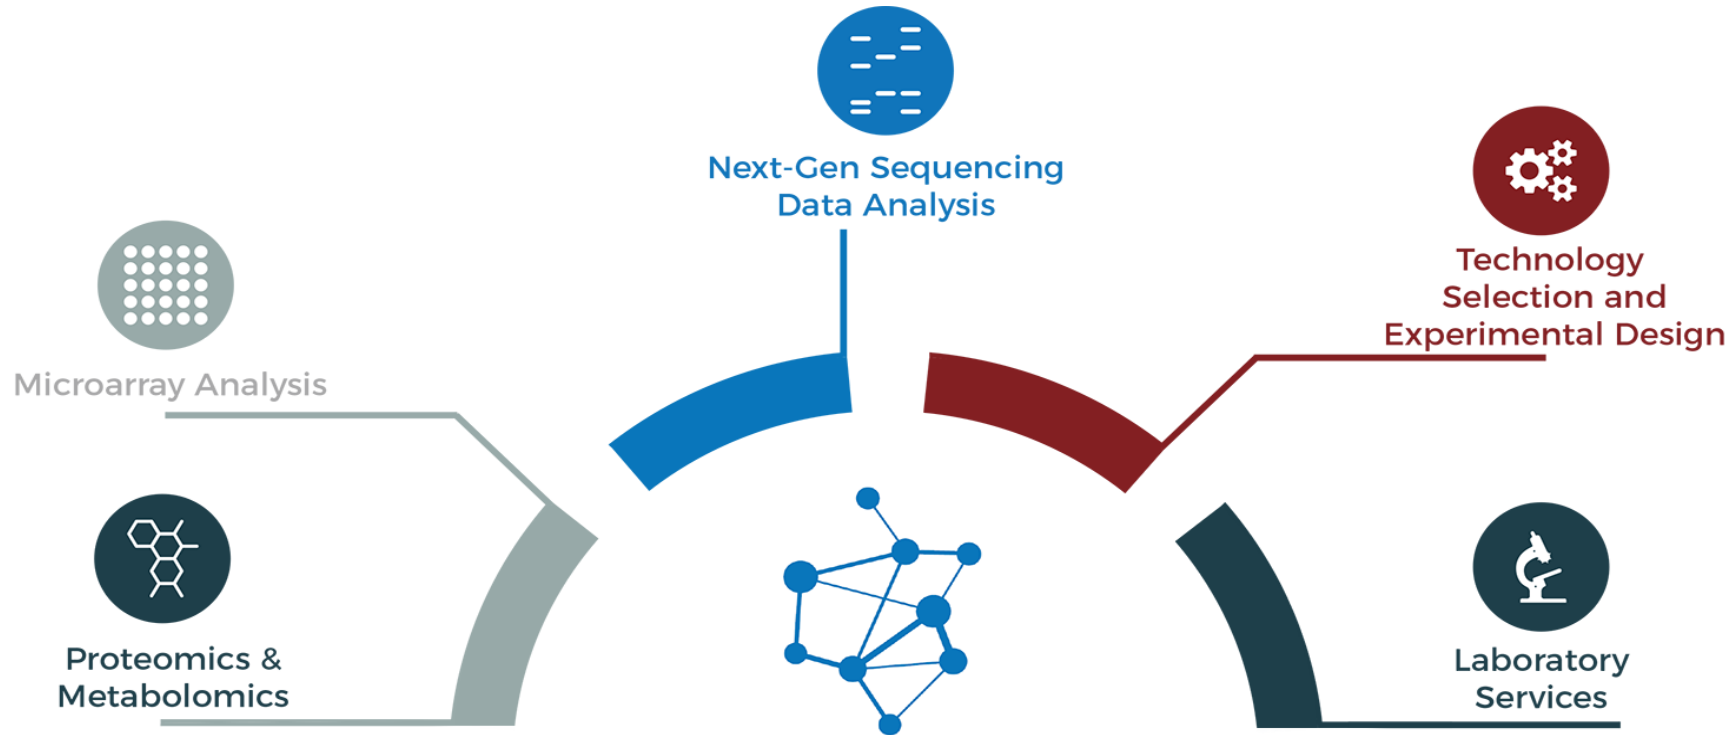 Next-Gen Sequencing
Data Analysis
Technology
Selection and
Experimental Design
Microarray Analysis
Proteomics &
Metabolomics
Laboratory
Services